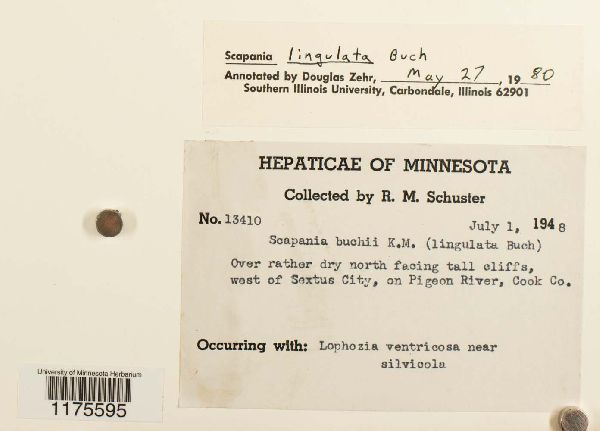 Scapania lingulata Buch
Annotated by Douglas Zehr, May 27, 1980
Southern Illinois University, Carbondale, Illinois 62901
HEPATICAE OF MINNESOTA
Collected by R. M. Schuster
No. 13410 July 1, 1948
Scapania buchii K.M. (lingulata Buch)
Over rather dry north facing tall cliffs,
west of Sextus City, on Pigeon River, Cook Co.
Occurring with: Lophozia ventricosa near
silvicola
University of Minnesota Herbarium
1175595